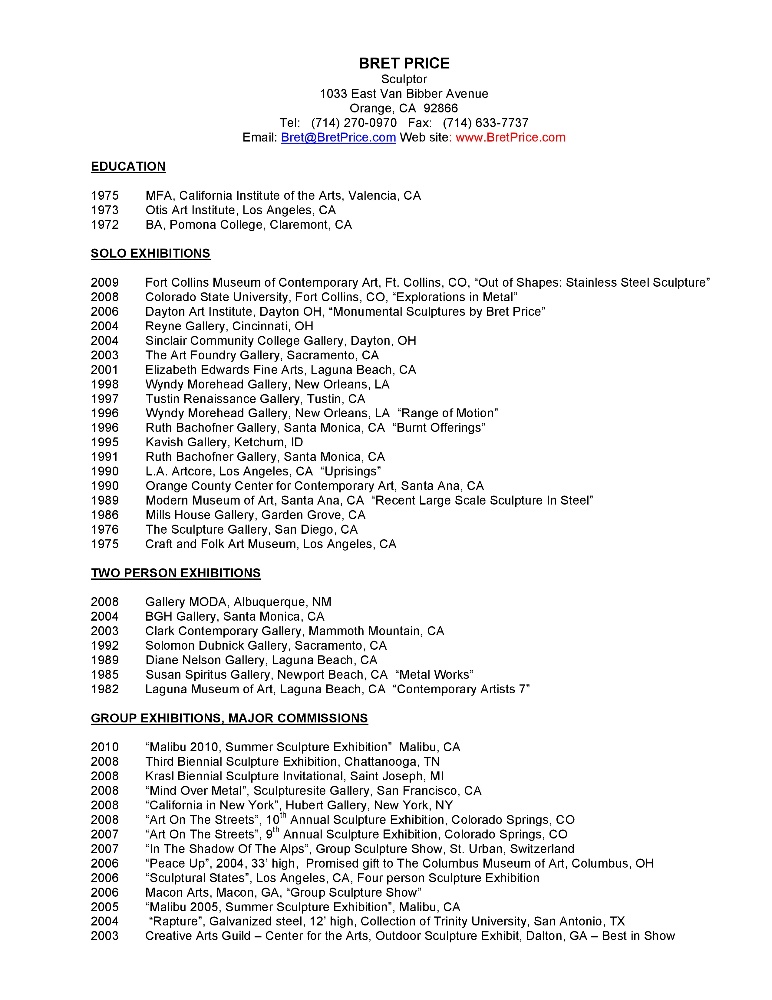 BRET PRICE
Sculptor
1033 East Van Bibber Avenue
Orange, CA  92866
Tel:   (714) 270-0970   Fax:   (714) 633-7737
Email: Bret@BretPrice.com Web site: www.BretPrice.com
EDUCATION
1975 MFA, California Institute of the Arts, Valencia, CA
1973 Otis Art Institute, Los Angeles, CA
1972 BA, Pomona College, Claremont, CA
SOLO EXHIBITIONS
2009 Fort Collins Museum of Contemporary Art, Ft. Collins, CO, “Out of Shapes: Stainless Steel Sculpture”
2008 Colorado State University, Fort Collins, CO, “Explorations in Metal”
2006 Dayton Art Institute, Dayton OH, “Monumental Sculptures by Bret Price”
2004 Reyne Gallery, Cincinnati, OH
2004 Sinclair Community College Gallery, Dayton, OH
2003 The Art Foundry Gallery, Sacramento, CA
2001 Elizabeth Edwards Fine Arts, Laguna Beach, CA
1998 Wyndy Morehead Gallery, New Orleans, LA
1997 Tustin Renaissance Gallery, Tustin, CA
1996 Wyndy Morehead Gallery, New Orleans, LA  “Range of Motion”
1996 Ruth Bachofner Gallery, Santa Monica, CA  “Burnt Offerings”
1995 Kavish Gallery, Ketchum, ID
1991 Ruth Bachofner Gallery, Santa Monica, CA
1990 L.A. Artcore, Los Angeles, CA  “Uprisings”
1990 Orange County Center for Contemporary Art, Santa Ana, CA
1989 Modern Museum of Art, Santa Ana, CA  “Recent Large Scale Sculpture In Steel”
1986 Mills House Gallery, Garden Grove, CA
1976 The Sculpture Gallery, San Diego, CA
1975 Craft and Folk Art Museum, Los Angeles, CA
TWO PERSON EXHIBITIONS
2008 Gallery MODA, Albuquerque, NM
2004 BGH Gallery, Santa Monica, CA
2003 Clark Contemporary Gallery, Mammoth Mountain, CA
1992 Solomon Dubnick Gallery, Sacramento, CA
1989 Diane Nelson Gallery, Laguna Beach, CA
1985 Susan Spiritus Gallery, Newport Beach, CA  “Metal Works”
1982 Laguna Museum of Art, Laguna Beach, CA  “Contemporary Artists 7”
GROUP EXHIBITIONS, MAJOR COMMISSIONS
2010 “Malibu 2010, Summer Sculpture Exhibition”  Malibu, CA
2008 Third Biennial Sculpture Exhibition, Chattanooga, TN
2008 Krasl Biennial Sculpture Invitational, Saint Joseph, MI
2008 “Mind Over Metal”, Sculpturesite Gallery, San Francisco, CA
2008 “California in New York”, Hubert Gallery, New York, NY
2008 “Art On The Streets”, 10th Annual Sculpture Exhibition, Colorado Springs, CO
2007 “Art On The Streets”, 9th Annual Sculpture Exhibition, Colorado Springs, CO
2007 “In The Shadow Of The Alps”, Group Sculpture Show, St. Urban, Switzerland
2006 “Peace Up”, 2004, 33’ high,  Promised gift to The Columbus Museum of Art, Columbus, OH
2006 “Sculptural States”, Los Angeles, CA, Four person Sculpture Exhibition
2006 Macon Arts, Macon, GA, “Group Sculpture Show”
2005 “Malibu 2005, Summer Sculpture Exhibition”, Malibu, CA
2004 “Rapture”, Galvanized steel, 12’ high, Collection of Trinity University, San Antonio, TX
2003 Creative Arts Guild – Center for the Arts, Outdoor Sculpture Exhibit, Dalton, GA – Best in Show